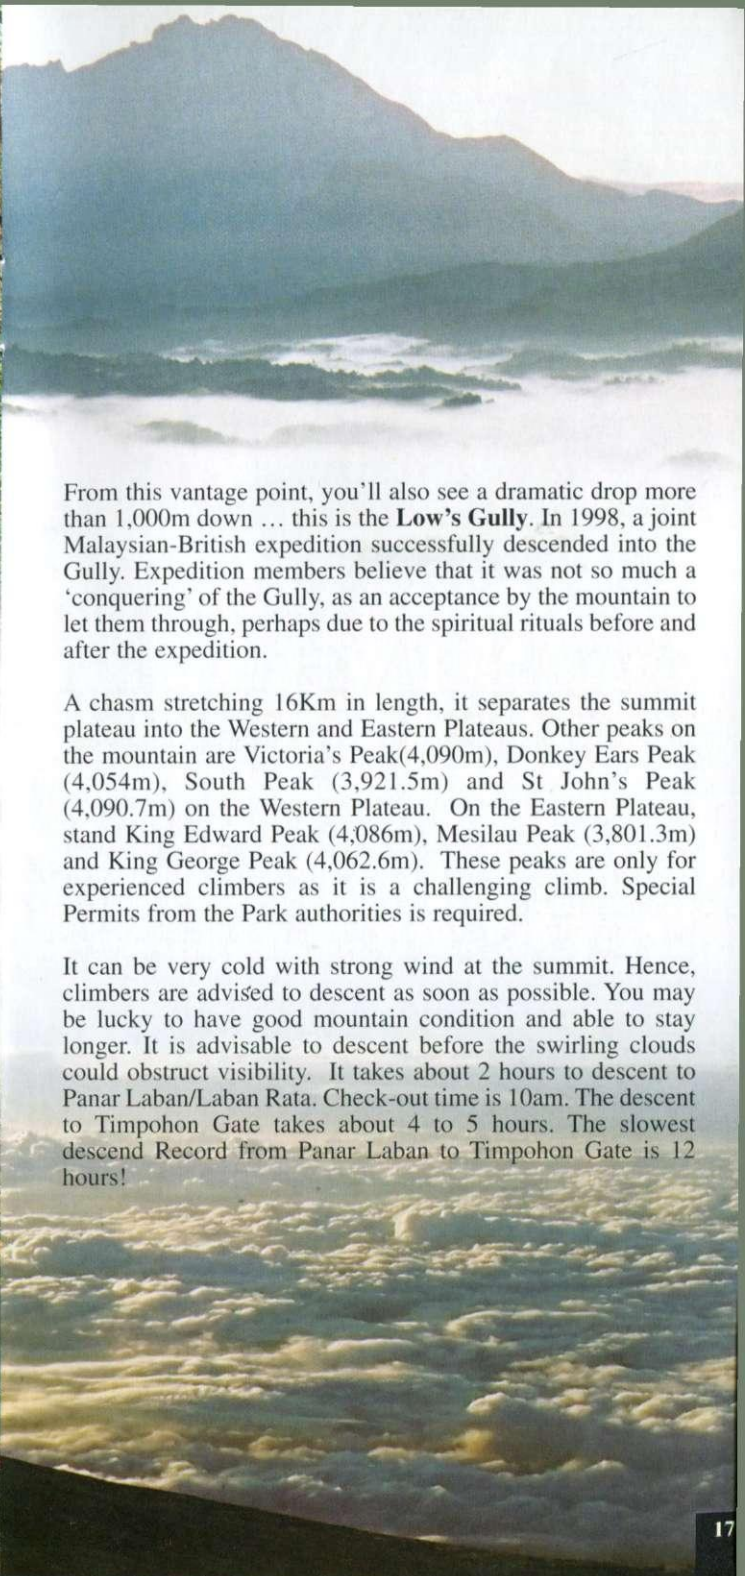 From this vantage point, you'll also see a dramatic drop more
than 1,000m down ... this is the Low's Gully. In 1998, a joint
Malaysian-British expedition successfully descended into the
Gully. Expedition members believe that it was not so much a
'conquering' of the Gully, as an acceptance by the mountain to
let them through, perhaps due to the spiritual rituals before and
after the expedition.
A chasm stretching 16Km in length, it separates the summit
plateau into the Western and Eastern Plateaus. Other peaks on
the mountain are Victoria's Peak(4,090m), Donkey Ears Peak
(4,054m), South Peak (3,921.5m) and St John's Peak
(4,090.7m) on the Western Plateau. On the Eastern Plateau,
stand King Edward Peak (4,086m), Mesilau Peak (3,801.3m)
and King George Peak (4,062.6m). These peaks are only for
experienced climbers as it is a challenging climb. Special
Permits from the Park authorities is required.
It can be very cold with strong wind at the summit. Hence,
climbers are advised to descent as soon as possible. You may
be lucky to have good mountain condition and able to stay
longer. It is advisable to descent before the swirling clouds
could obstruct visibility. It takes about 2 hours to descent to
Panar Laban/Laban Rata. Check-out time is 10am. The descent
to Timpohon Gate takes about 4 to 5 hours. The slowest
descend Record from Panar Laban to Timpohon Gate is 12
hours!
17